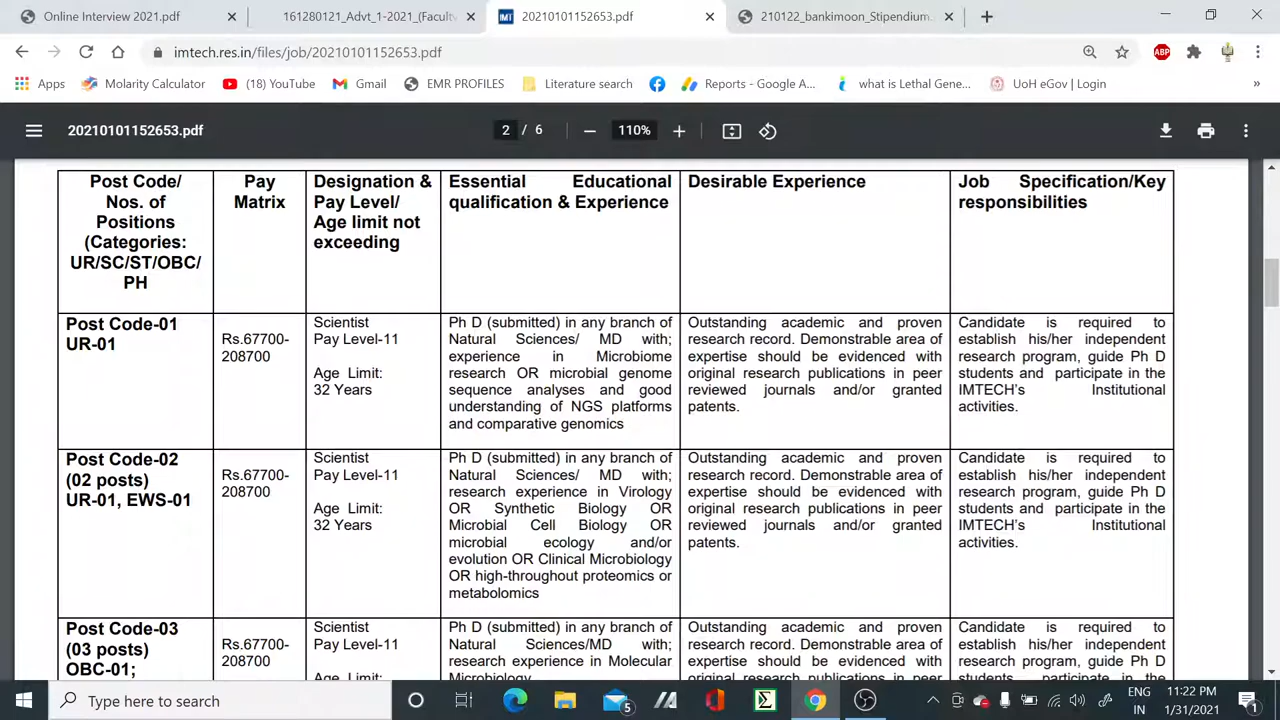 Online Interview 2021.pdf
161280121_Advt_1-2021_(Facult
20210101152653.pdf
210122_bankimoon_Stipendium.
imtech.res.in/files/job/20210101152653.pdf
ABP
Apps
Molarity Calculator
(18) YouTube
Gmail
EMR PROFILES
Literature search
Reports - Google A...
what is Lethal Gene...
UoH eGov | Login
»
20210101152653.pdf
2 / 6
110%
Post Code/
Nos. of
Positions
(Categories:
UR/SC/ST/OBC/
PH
Pay
Matrix
Designation &
Pay Level/
Age limit not
exceeding
Essential Educational
qualification & Experience
Desirable Experience
Job Specification/Key
responsibilities
Post Code-01
UR-01
Rs.67700-
208700
Scientist
Pay Level-11
Age Limit:
32 Years
Ph D (submitted) in any branch of
Natural Sciences/ MD with;
experience in Microbiome
research OR microbial genome
sequence analyses and good
understanding of NGS platforms
and comparative genomics
Outstanding academic and proven
research record. Demonstrable area of
expertise should be evidenced with
original research publications in peer
reviewed journals and/or granted
patents.
Candidate is required to
establish his/her independent
research program, guide Ph D
students and participate in the
IMTECH's Institutional
activities.
Post Code-02
(02 posts)
UR-01, EWS-01
Rs.67700-
208700
Scientist
Pay Level-11
Age Limit:
32 Years
Ph D (submitted) in any branch of
Natural Sciences/ MD with;
research experience in Virology
OR Synthetic Biology OR
Microbial Cell Biology OR
microbial ecology and/or
evolution OR Clinical Microbiology
OR high-throughout proteomics or
metabolomics
Outstanding academic and proven
research record. Demonstrable area of
expertise should be evidenced with
original research publications in peer
reviewed journals and/or granted
patents.
Candidate is required to
establish his/her independent
research program, guide Ph D
students and participate in the
IMTECH's Institutional
activities.
Post Code-03
(03 posts)
OBC-01;
Rs.67700-
208700
Scientist
Pay Level-11
Age Limit:
Ph D (submitted) in any branch of
Natural Sciences/MD with;
research experience in Molecular
Microbiology
Outstanding academic and proven
research record. Demonstrable area of
expertise should be evidenced with
original research publications in peer
Candidate is required to
establish his/her independent
research program, guide Ph D
students and participate in the
Type here to search
5
ENG
IN
11:22 PM
1/31/2021
1